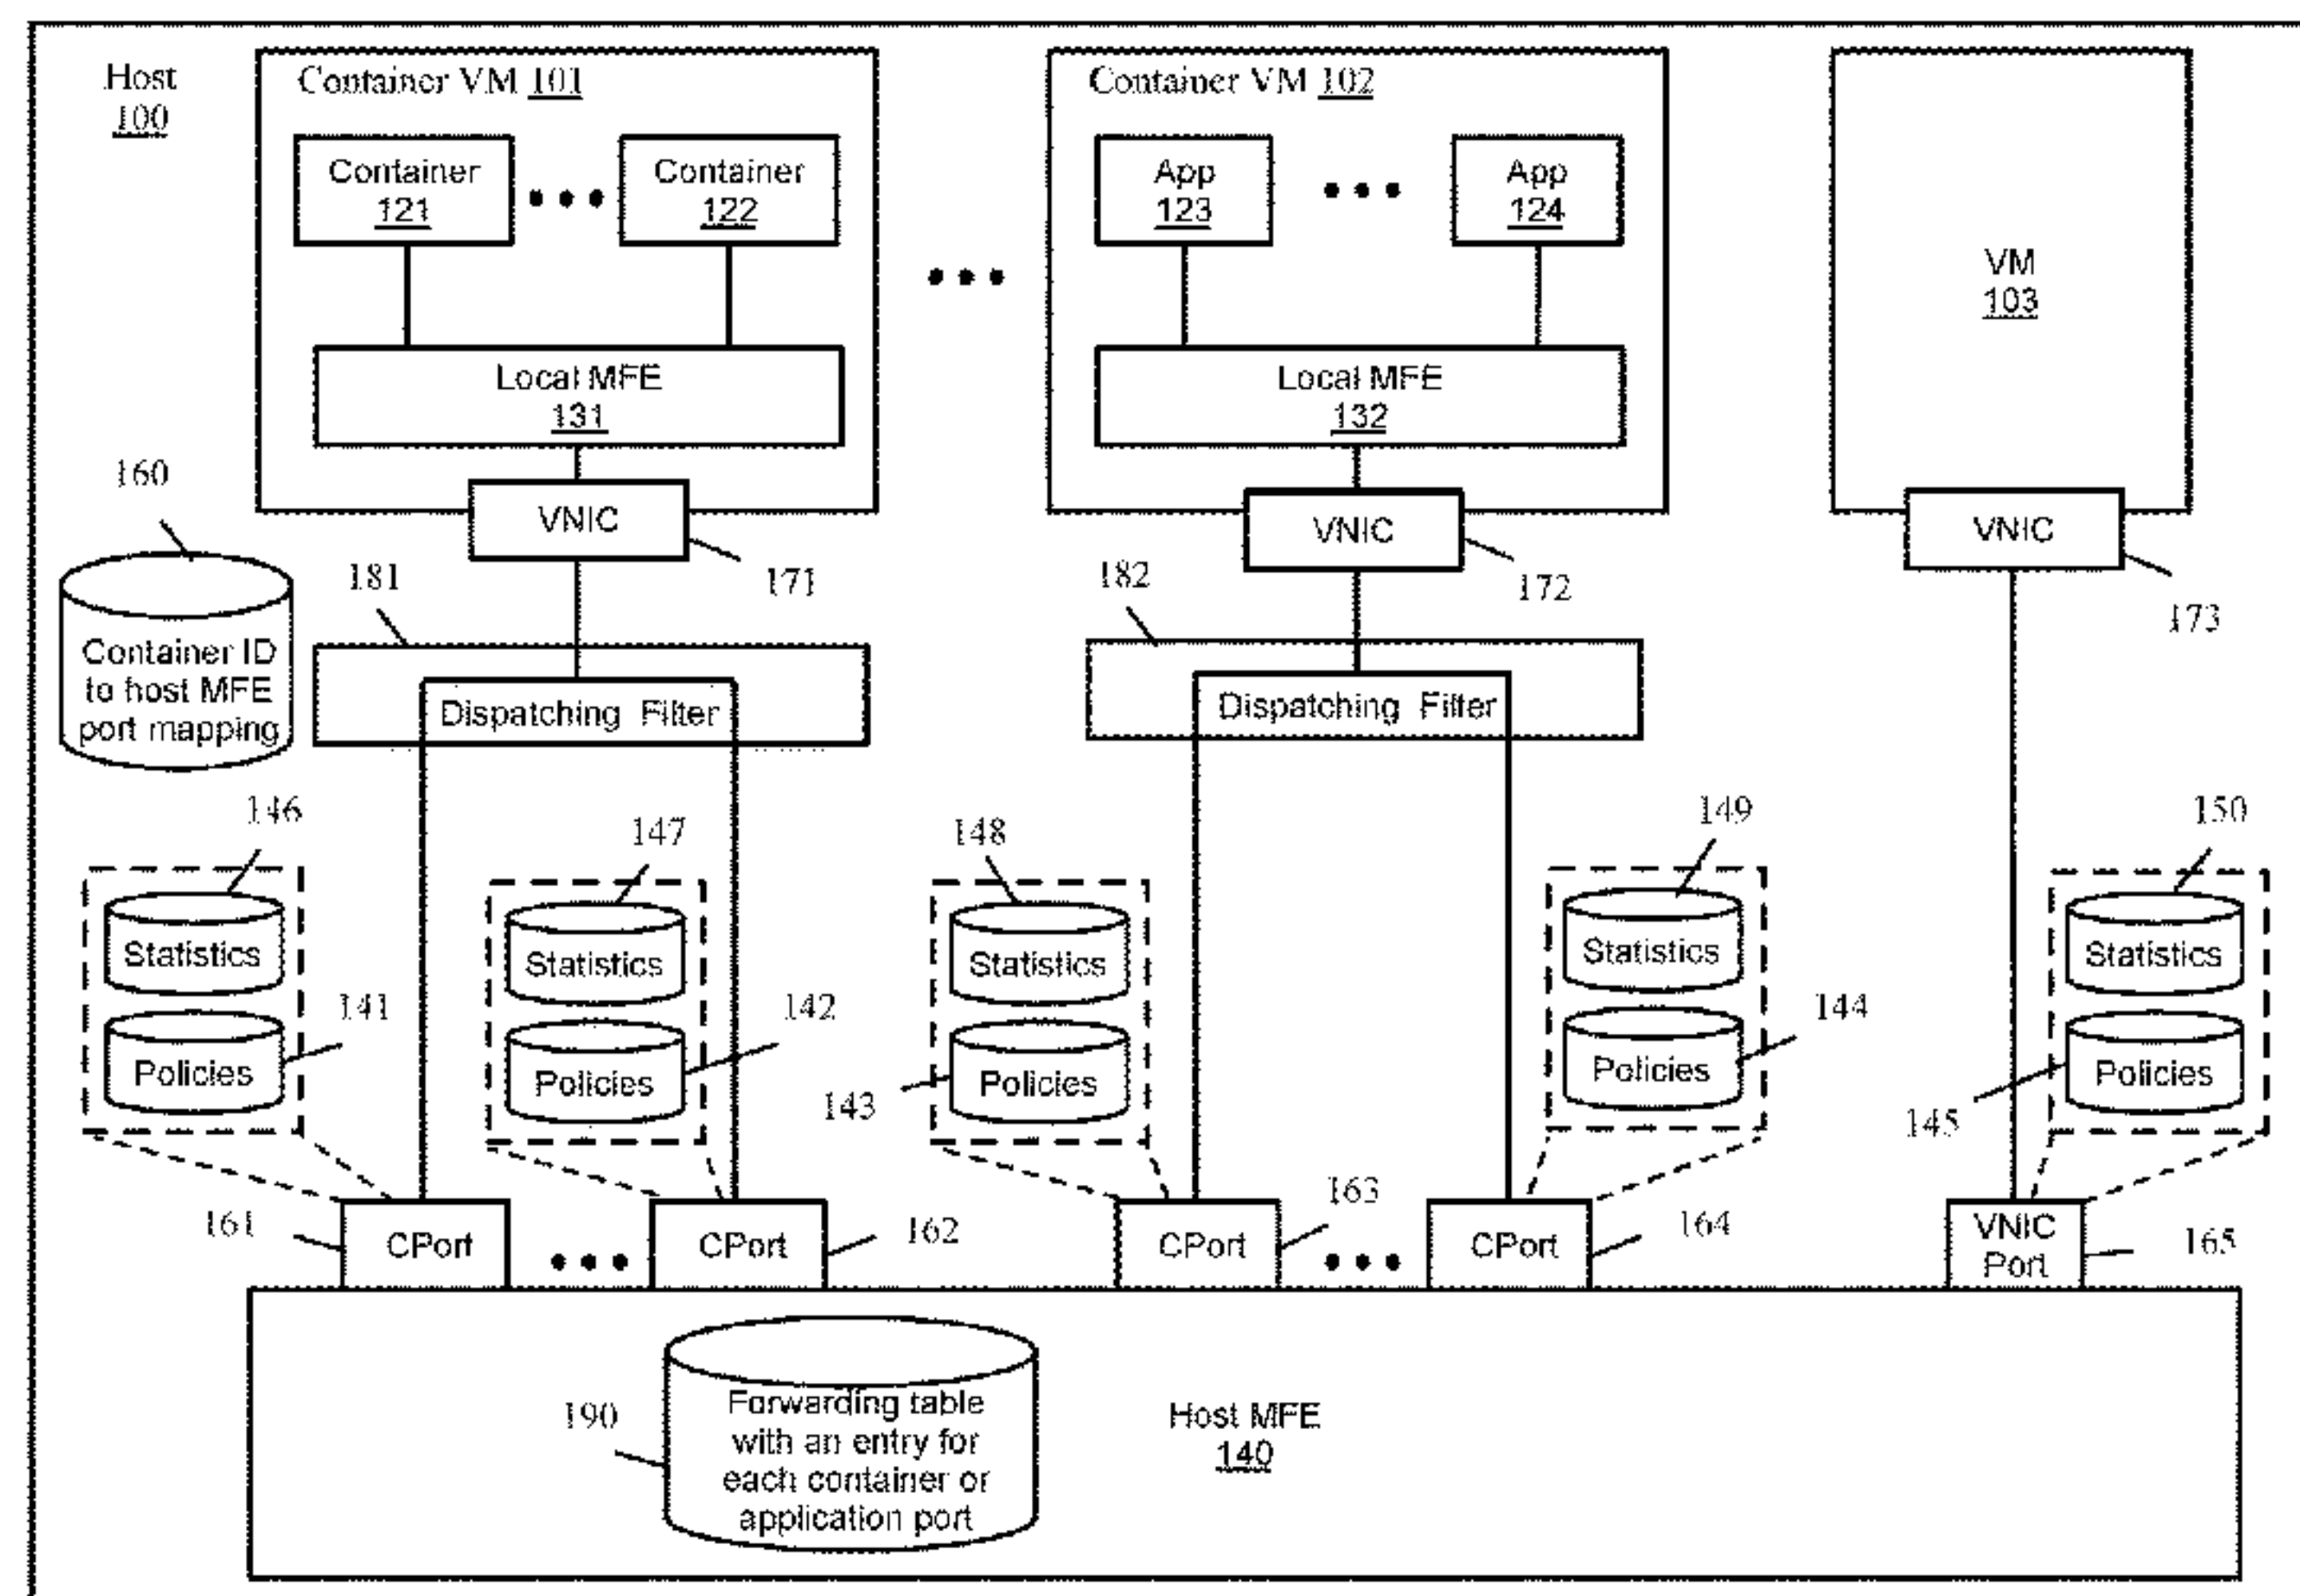 Host
100
Container VM 101
Container VM 102
Container
121
Container
122
App
123
App
124
VM
103
Local MFE
131
Local MFE
132
160
VNIC
VNIC
VNIC
181
171
182
172
173
Container ID
to host MFE
port mapping
Dispatching Filter
Dispatching Filter
146
147
148
149
150
Statistics
Statistics
Statistics
Statistics
Statistics
141
142
144
Policies
Policies
143
Policies
Policies
145
Policies
161
CPort
CPort
162
CPort
163
CPort
164
VNIC
Port
165
190
Forwarding table
with an entry for
each container or
application port
Host MFE
140